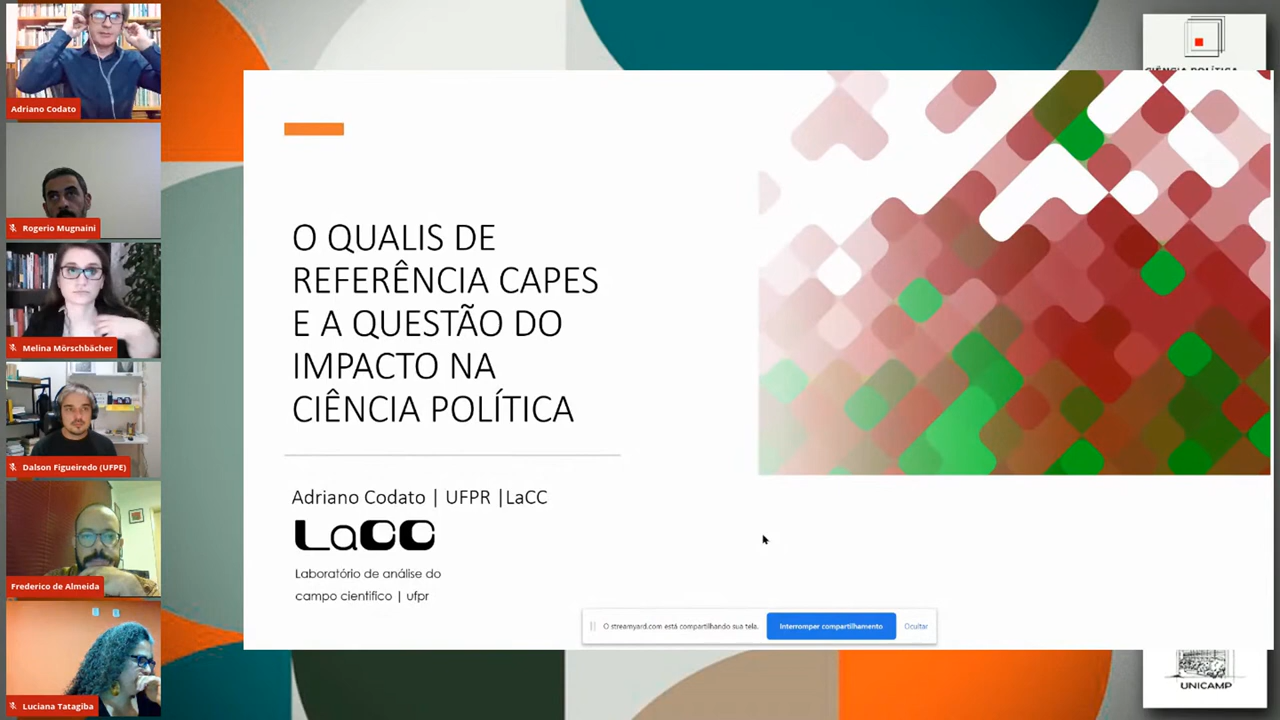 Adriano Codato
Rogerio Mugnaini
Melina Mörschbächer
Dalson Figueiredo (UFPE)
Frederico de Almeida
Luciana Tatagiba
O QUALIS DE
REFERÊNCIA CAPES
E A QUESTÃO DO
IMPACTO NA
CIÊNCIA POLÍTICA
Adriano Codato | UFPR |LaCC
LaCC
Laboratório de análise do
campo científico | ufpr
O streamyard.com está compartilhando sua tela.
Interromper compartilhamento
Ocultar
CIÊNCIA POLÍTICA
UNICAMP